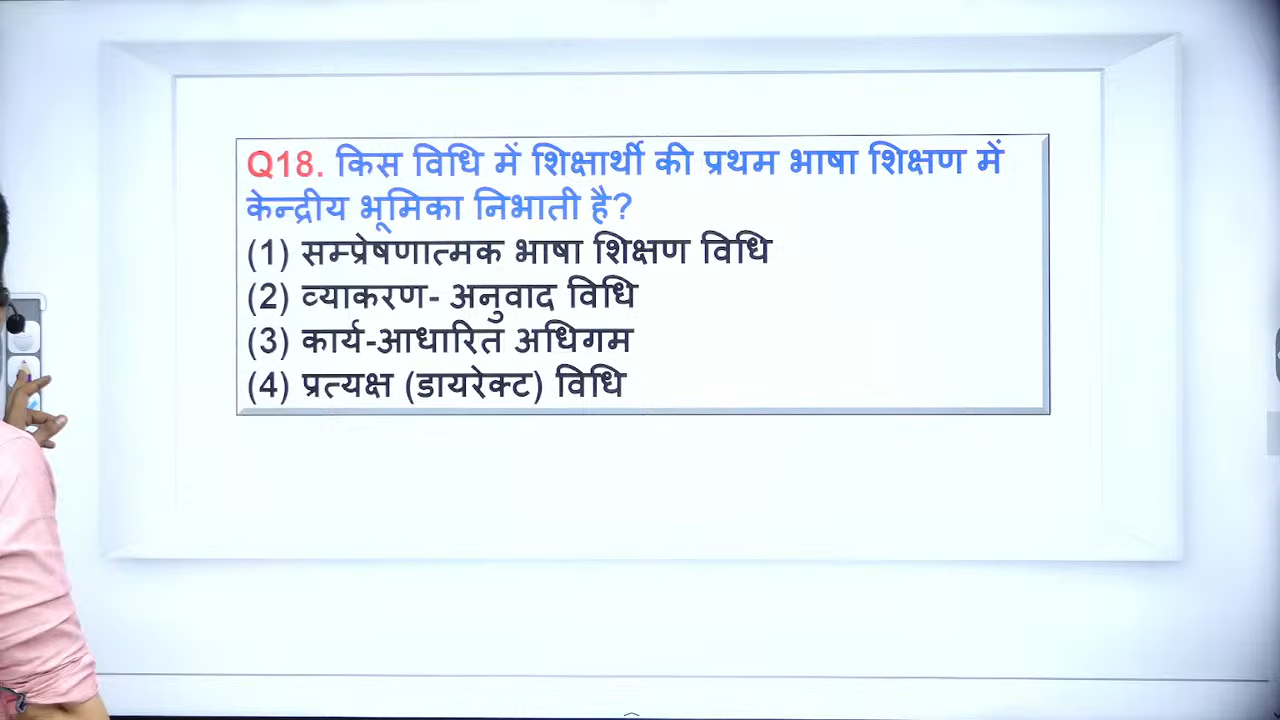 Q18. किस विधि में शिक्षार्थी की प्रथम भाषा शिक्षण में
केन्द्रीय भूमिका निभाती है?
(1) सम्प्रेषणात्मक भाषा शिक्षण विधि
(2) व्याकरण- अनुवाद विधि
(3) कार्य-आधारित अधिगम
(4) प्रत्यक्ष (डायरेक्ट) विधि